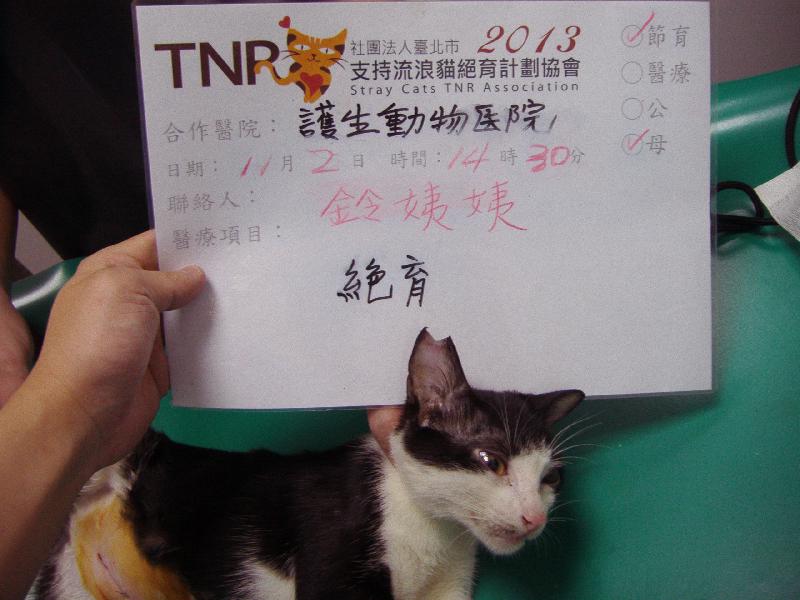 TNR 社團法人臺北市 2013
支持流浪貓絕育計劃協會
Stray Cats TNR Association
✓節育
○醫療
○公
✓母
合作醫院：護生動物医院
日期：11月2日 時間：14時30分
聯絡人：鈴姨姨
醫療項目：
絕育